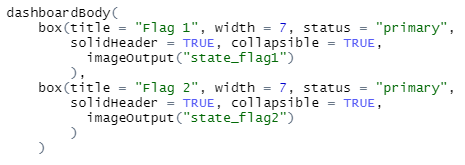 dashboardBody(
box(title = "Flag 1", width = 7, status = "primary",
solidHeader = TRUE, collapsible = TRUE,
imageOutput("state_flag1")
),
box(title = "Flag 2", width = 7, status = "primary",
solidHeader = TRUE, collapsible = TRUE,
imageOutput("state_flag2")
)
)